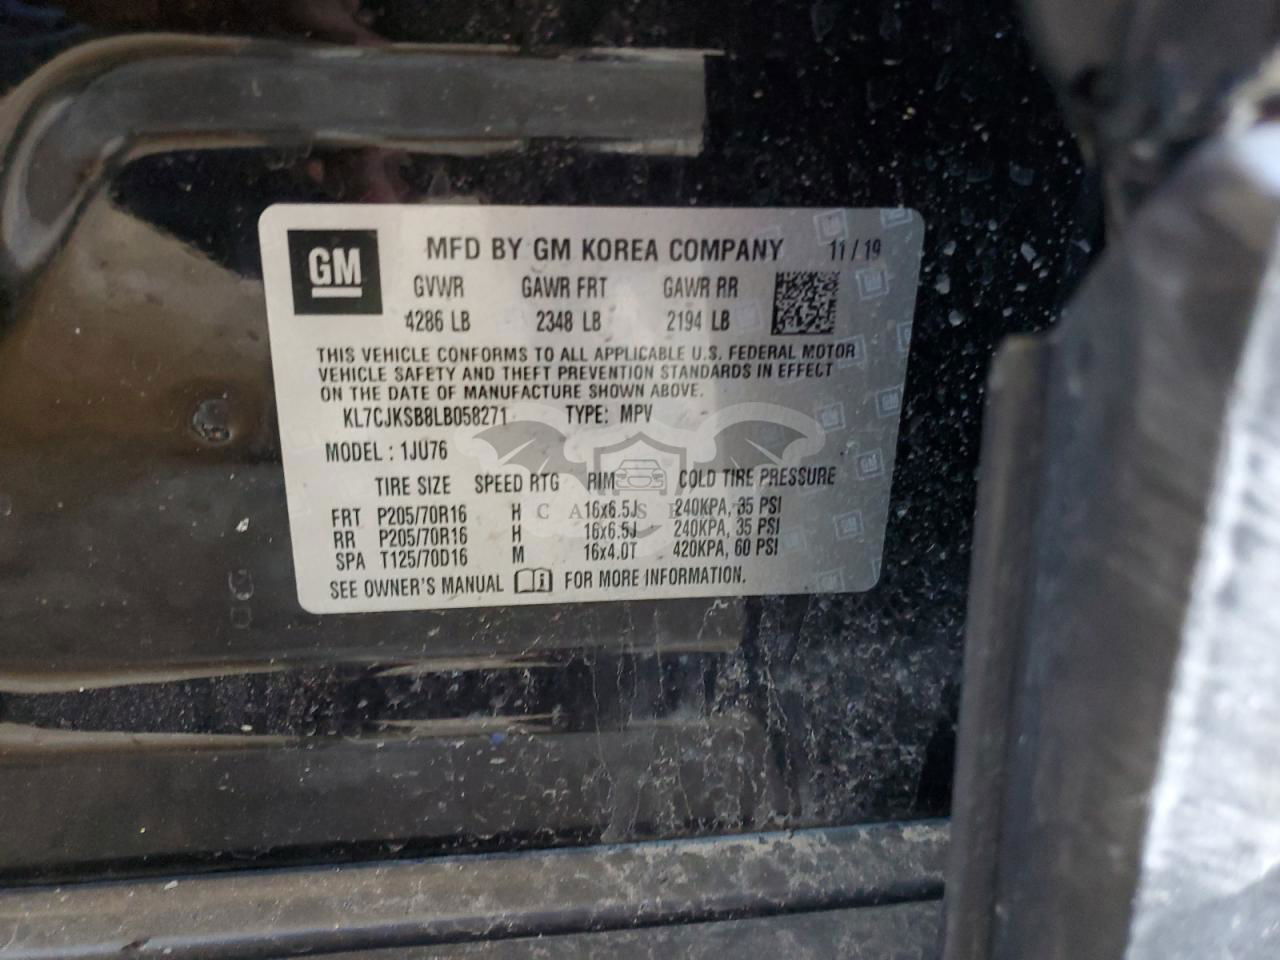 GM
MFD BY GM KOREA COMPANY 11 / 19
GVWR GAWR FRT GAWR RR
4286 LB 2348 LB 2194 LB
THIS VEHICLE CONFORMS TO ALL APPLICABLE U.S. FEDERAL MOTOR
VEHICLE SAFETY AND THEFT PREVENTION STANDARDS IN EFFECT
ON THE DATE OF MANUFACTURE SHOWN ABOVE.
KL7CJKSB8LB058271 TYPE: MPV
MODEL : 1JU76
TIRE SIZE SPEED RTG RIM COLD TIRE PRESSURE
FRT P205/70R16 H 16x6.5J 240KPA, 35 PSI
RR P205/70R16 H 16x6.5J 240KPA, 35 PSI
SPA T125/70D16 M 16x4.0T 420KPA, 60 PSI
SEE OWNER'S MANUAL FOR MORE INFORMATION.